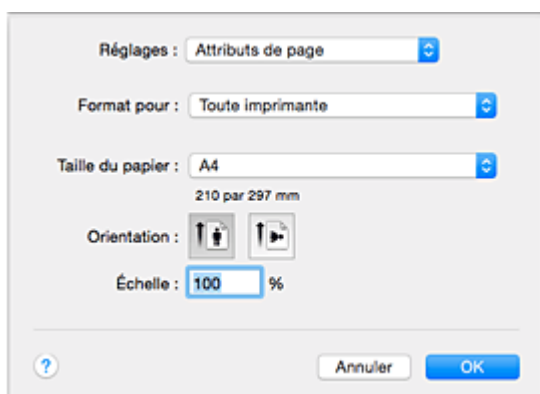 Réglages : Attributs de page
Format pour : Toute imprimante
Taille du papier : A4
210 par 297 mm
Orientation :
Échelle : 100 %
? Annuler OK